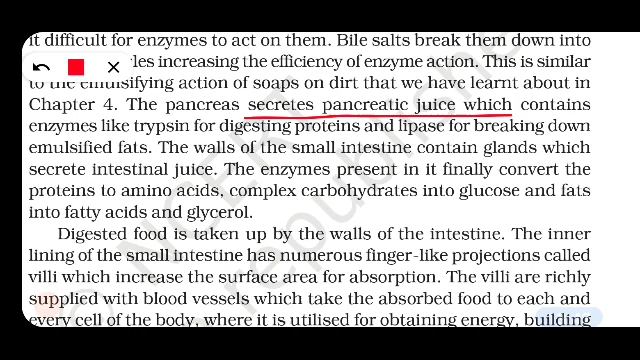 it difficult for enzymes to act on them. Bile salts break them down into
les increasing the efficiency of enzyme action. This is similar
to the emulsifying action of soaps on dirt that we have learnt about in
Chapter 4. The pancreas secretes pancreatic juice which contains
enzymes like trypsin for digesting proteins and lipase for breaking down
emulsified fats. The walls of the small intestine contain glands which
secrete intestinal juice. The enzymes present in it finally convert the
proteins to amino acids, complex carbohydrates into glucose and fats
into fatty acids and glycerol.
Digested food is taken up by the walls of the intestine. The inner
lining of the small intestine has numerous finger-like projections called
villi which increase the surface area for absorption. The villi are richly
supplied with blood vessels which take the absorbed food to each and
every cell of the body, where it is utilised for obtaining energy, building
© NCERT
republishe